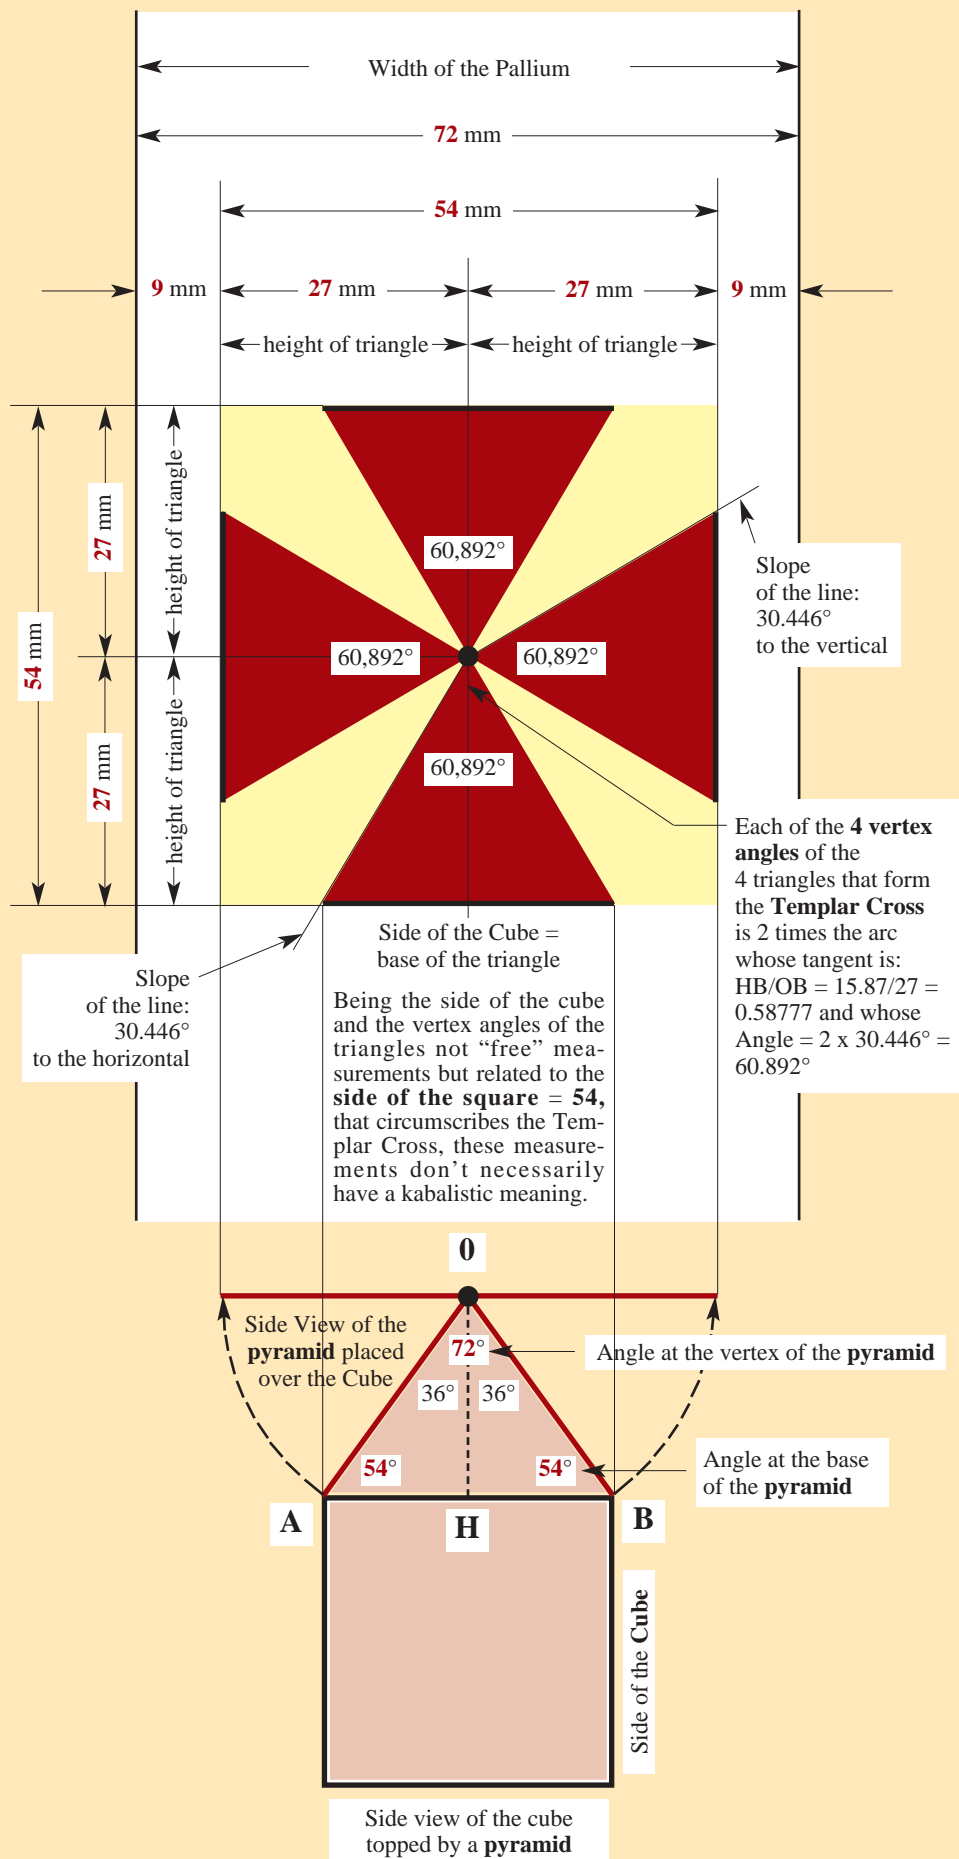 Width of the Pallium
72 mm
54 mm
9 mm
27 mm
27 mm
9 mm
height of triangle
height of triangle
54 mm
27 mm
27 mm
height of triangle
height of triangle
60,892°
60,892°
60,892°
60,892°
Slope
of the line:
30.446°
to the vertical
Each of the 4 vertex
angles of the
4 triangles that form
the Templar Cross
is 2 times the arc
whose tangent is:
HB/OB = 15.87/27 =
0.58777 and whose
Angle = 2 x 30.446° =
60.892°
Slope
of the line:
30.446°
to the horizontal
Side of the Cube =
base of the triangle
Being the side of the cube
and the vertex angles of the
triangles not “free” mea-
surements but related to the
side of the square = 54,
that circumscribes the Tem-
plar Cross, these measure-
ments don't necessarily
have a kabalistic meaning.
0
Side View of the
pyramid placed
over the Cube
72°
Angle at the vertex of the pyramid
36°
36°
54°
54°
Angle at the base
of the pyramid
A
H
B
Side of the Cube
Side view of the cube
topped by a pyramid